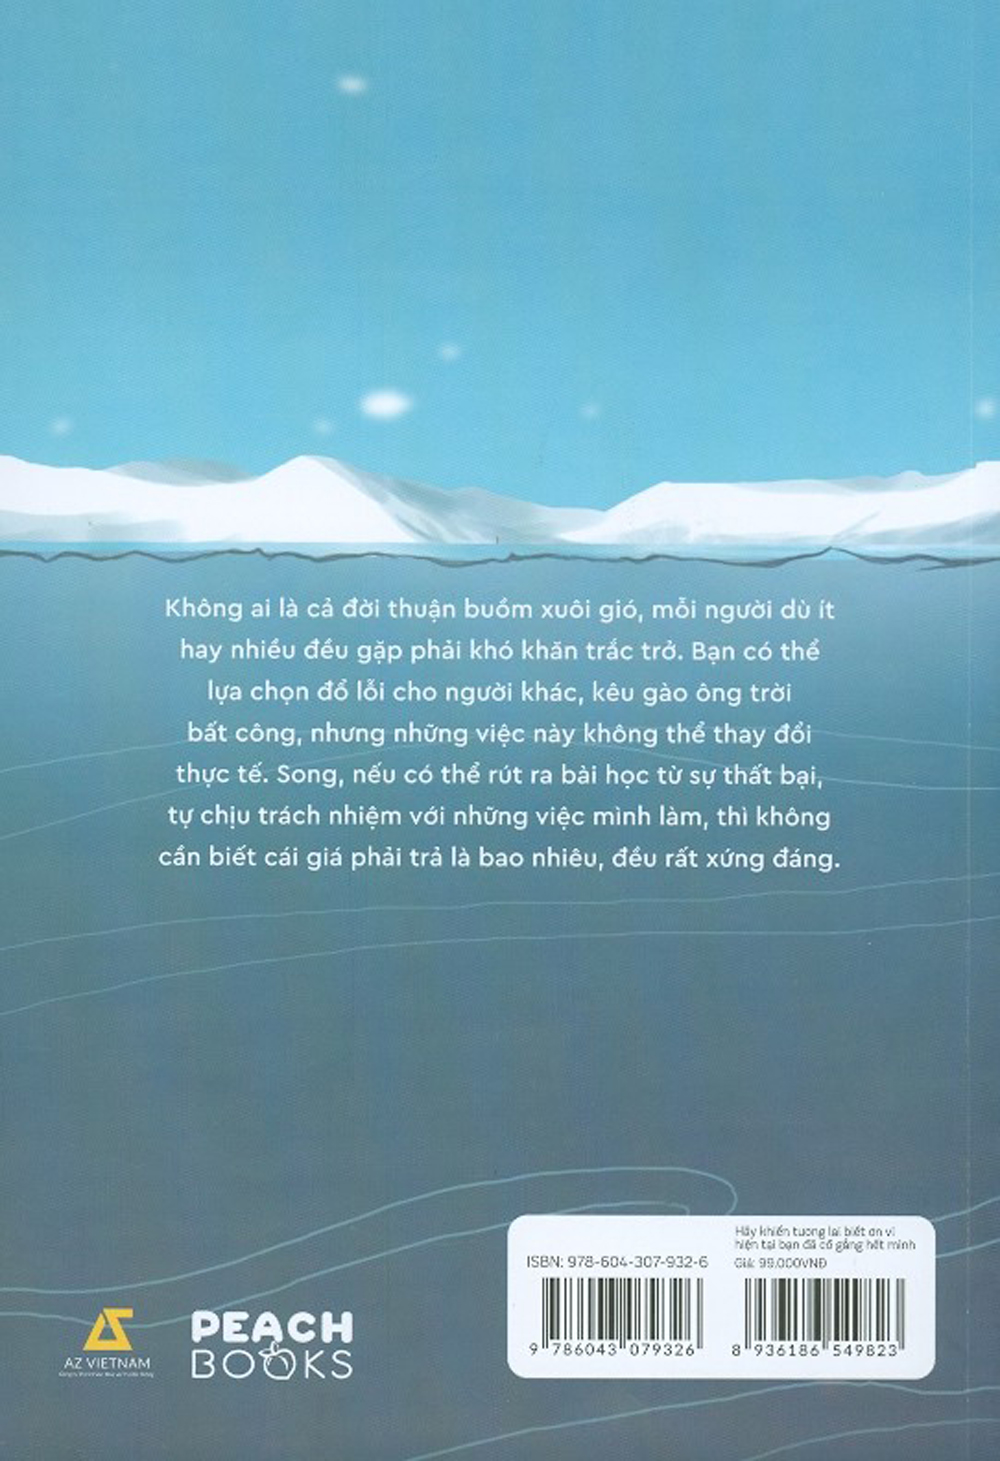 Không ai là cả đời thuận buồm xuôi gió, mỗi người dù ít
hay nhiều đều gặp phải khó khăn trắc trở. Bạn có thể
lựa chọn đổ lỗi cho người khác, kêu gào ông trời
bất công, nhưng những việc này không thể thay đổi
thực tế. Song, nếu có thể rút ra bài học từ sự thất bại,
tự chịu trách nhiệm với những việc mình làm, thì không
cần biết cái giá phải trả là bao nhiêu, đều rất xứng đáng.
Hãy khiến tương lai biết ơn vì
hiện tại bạn đã cố gắng hết mình
ISBN: 978-604-307-932-6
Giá: 99.000VNĐ
9 786043 079326
8 936186 549823
AZ VIETNAM
PEACH
BOOKS